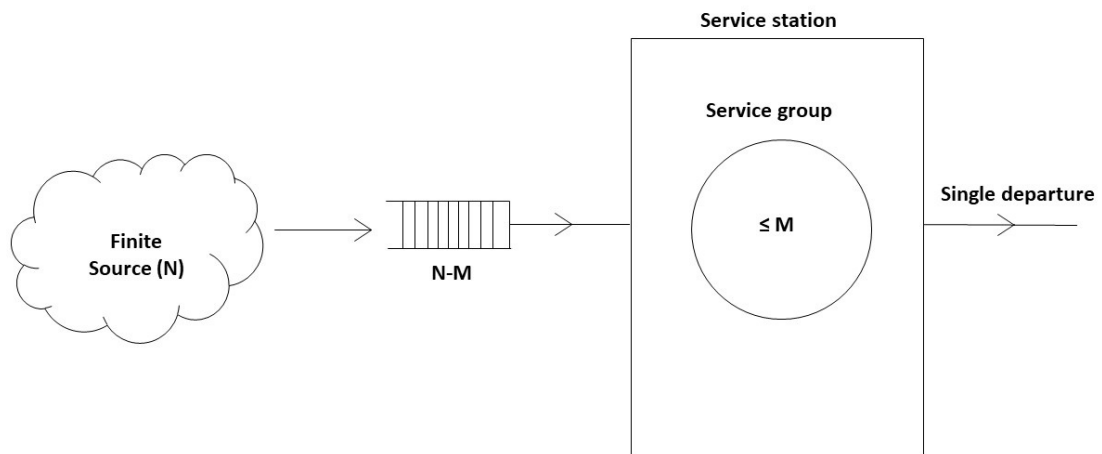 Service station
Service group
Single departure
≤ M
Finite
Source (N)
N-M